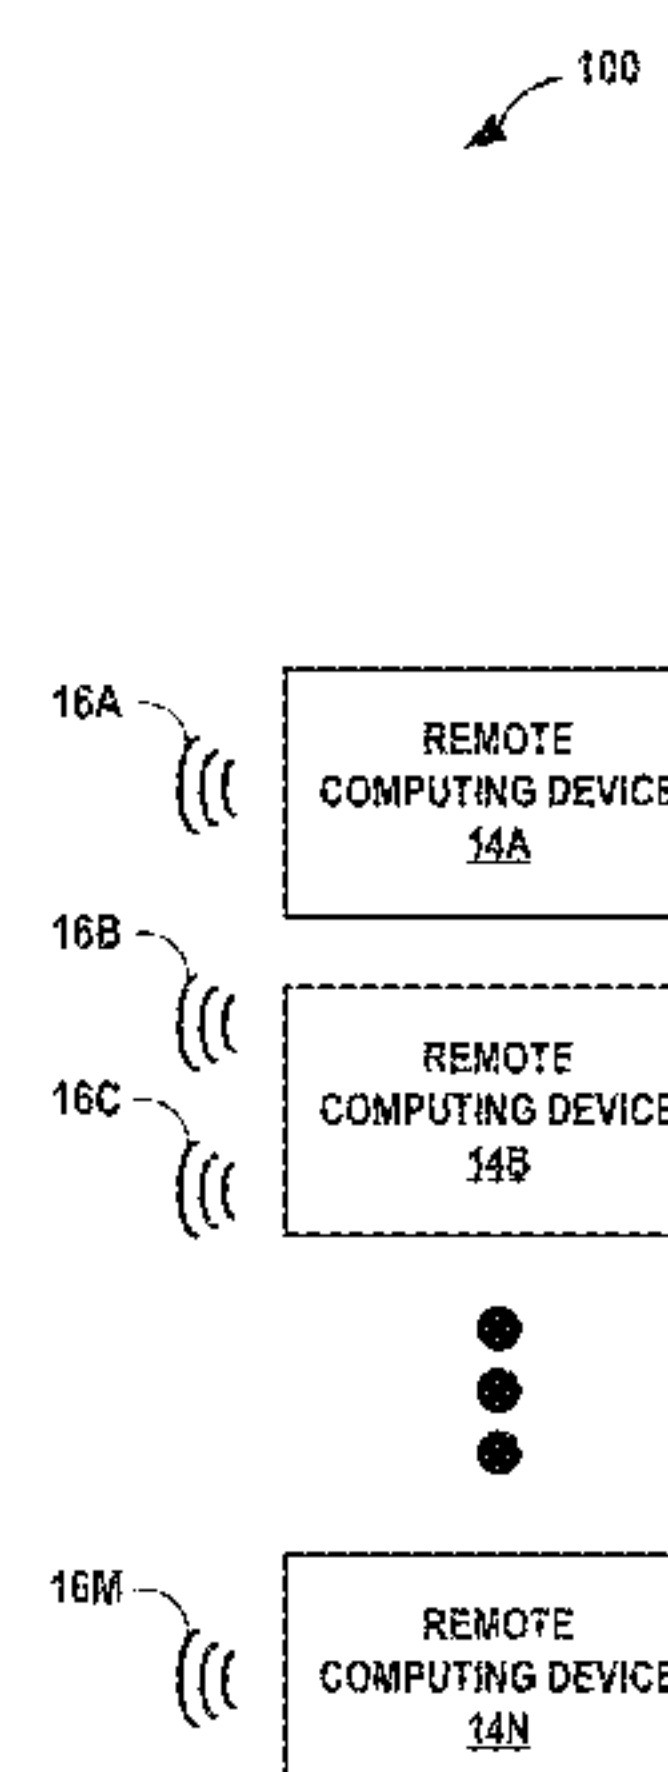 100
16A
REMOTE
COMPUTING DEVICE
14A
16B
16C
REMOTE
COMPUTING DEVICE
14B
16M
REMOTE
COMPUTING DEVICE
14N